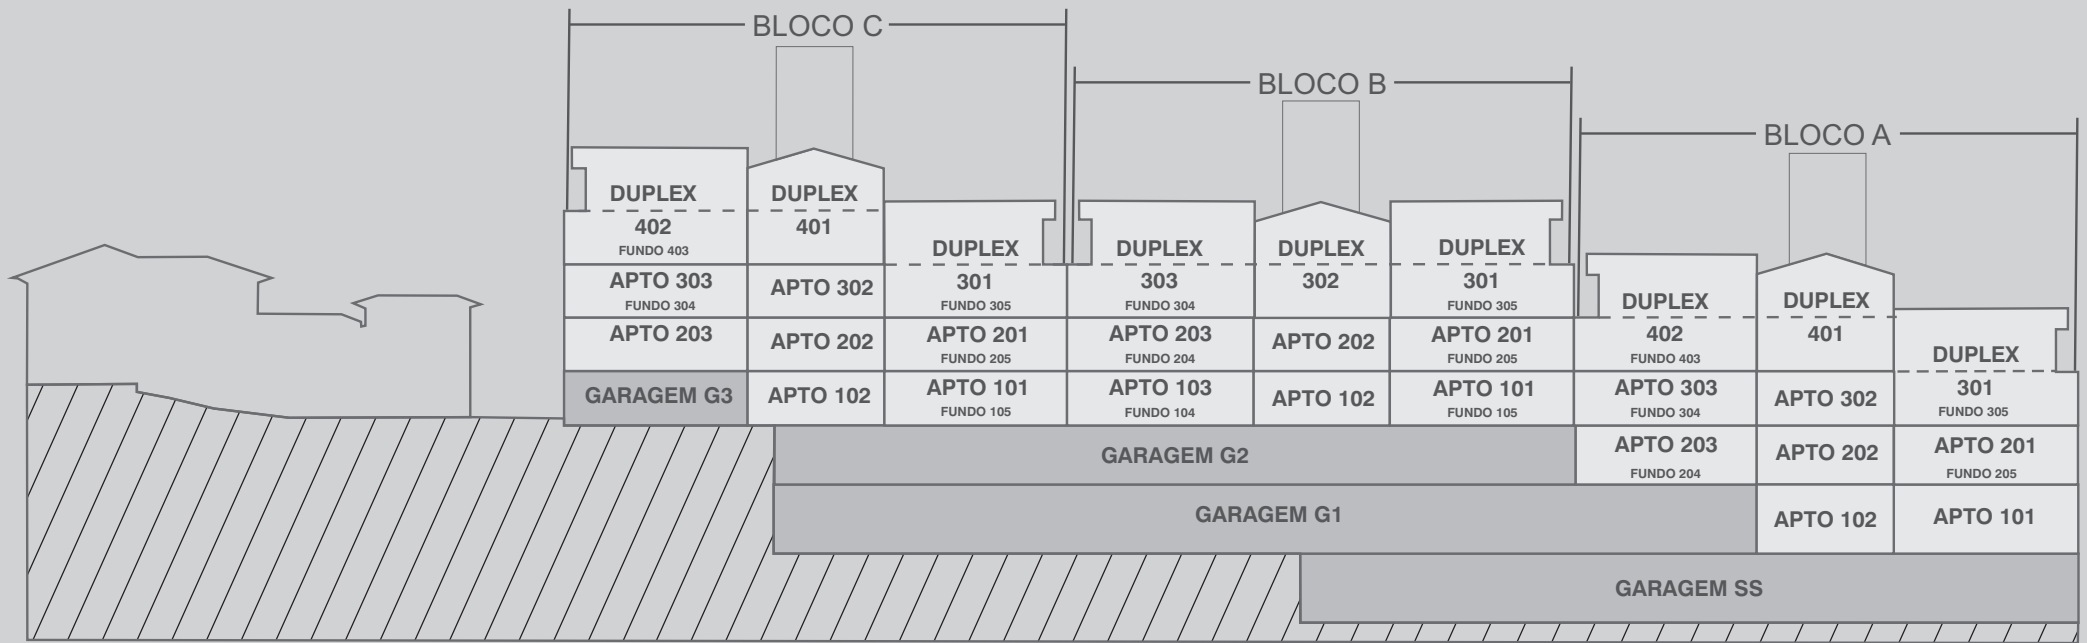 BLOCO C
BLOCO B
BLOCO A
DUPLEX
402
FUNDO 403
DUPLEX
401
DUPLEX
301
FUNDO 305
APTO 303
FUNDO 304
APTO 302
APTO 203
APTO 202
APTO 201
FUNDO 205
GARAGEM G3
APTO 102
APTO 101
FUNDO 105
DUPLEX
303
FUNDO 304
DUPLEX
302
DUPLEX
301
FUNDO 305
APTO 203
FUNDO 204
APTO 202
APTO 201
FUNDO 205
APTO 103
FUNDO 104
APTO 102
APTO 101
FUNDO 105
DUPLEX
402
FUNDO 403
DUPLEX
401
DUPLEX
301
FUNDO 305
APTO 303
FUNDO 304
APTO 302
APTO 203
FUNDO 204
APTO 202
APTO 201
FUNDO 205
APTO 102
APTO 101
GARAGEM G2
GARAGEM G1
GARAGEM SS